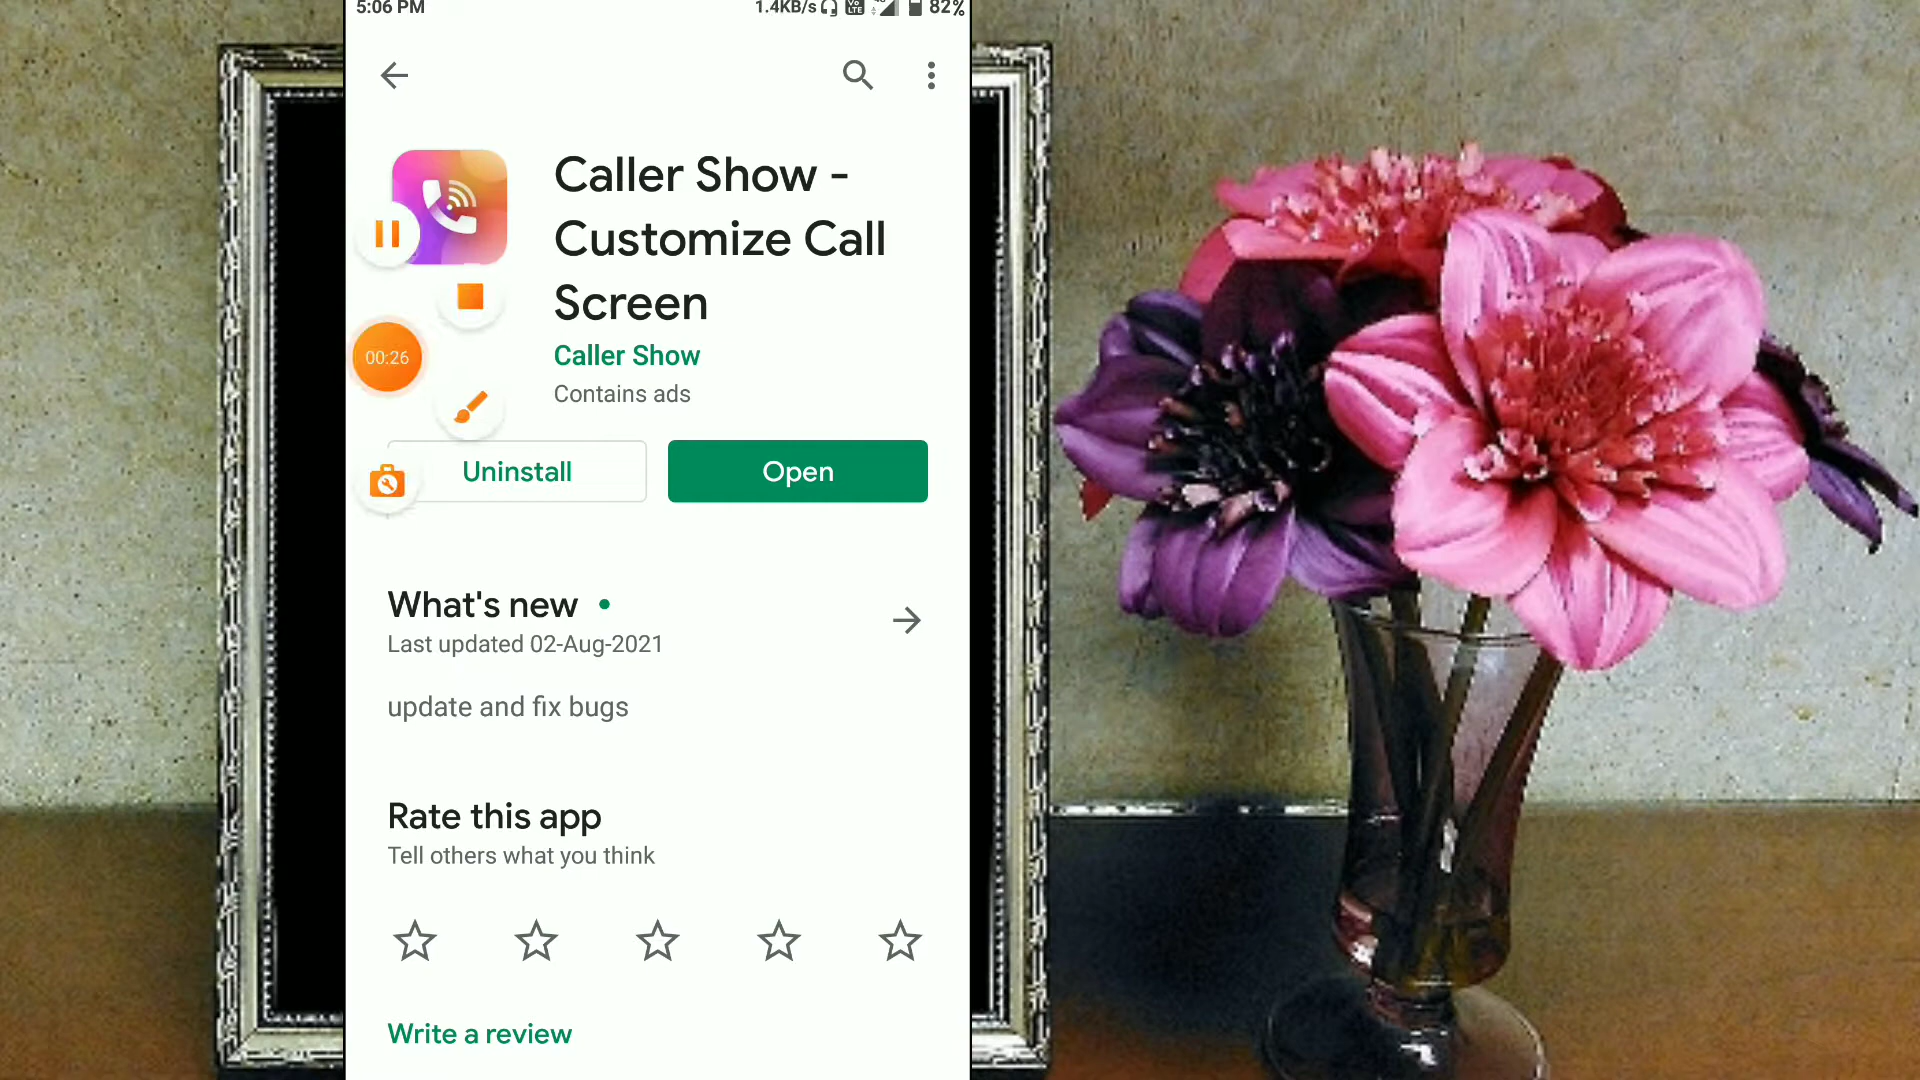 5:06 PM
1.4KB/s
Vo
LTE
82%
Caller Show -
Customize Call
Screen
Caller Show
Contains ads
00:26
Uninstall
Open
What's new
Last updated 02-Aug-2021
update and fix bugs
Rate this app
Tell others what you think
Write a review